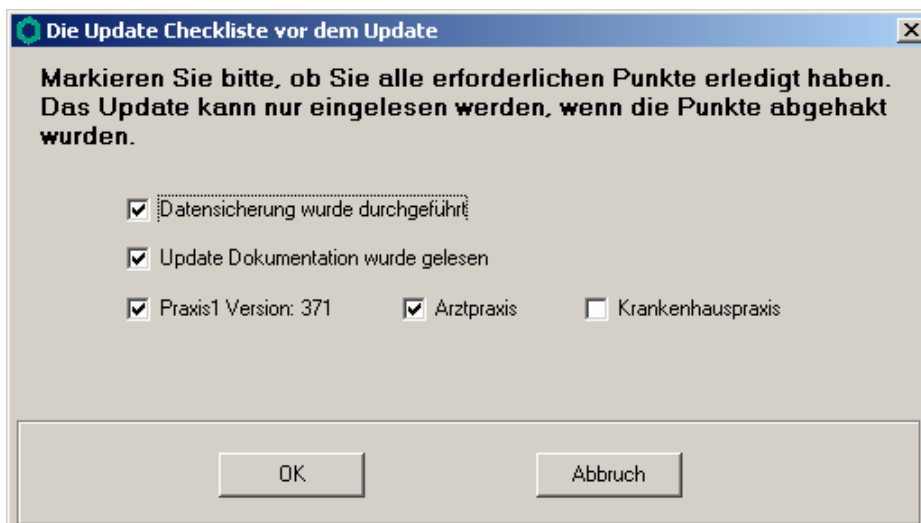 Die Update Checkliste vor dem Update
Markieren Sie bitte, ob Sie alle erforderlichen Punkte erledigt haben.
Das Update kann nur eingelesen werden, wenn die Punkte abgehakt
wurden.
Datensicherung wurde durchgeführt
Update Dokumentation wurde gelesen
Praxis1 Version: 371 Arztpraxis Krankenhauspraxis
OK Abbruch